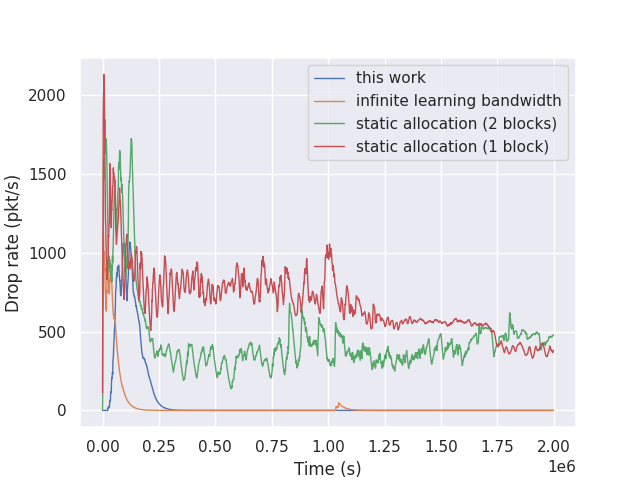 this work
infinite learning bandwidth
static allocation (2 blocks)
static allocation (1 block)
Drop rate (pkt/s)
2000
1500
1000
500
0
0.00 0.25 0.50 0.75 1.00 1.25 1.50 1.75 2.00
Time (s)
1e6